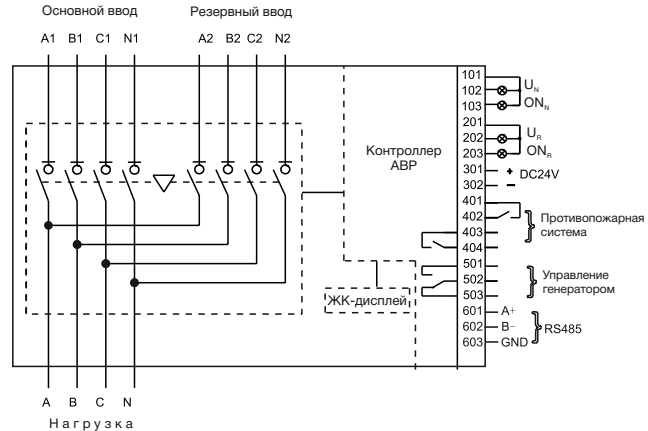 Основной ввод Резервный ввод
A1 B1 C1 N1 A2 B2 C2 N2
Контроллер
АВР
ЖК-дисплей
101
102
103
U_N
ON_N
201
202
203
U_R
ON_R
301 +
302 −
DC24V
401
402
403
404
Противопожарная
система
501
502
503
Управление
генератором
601 A+
602 B−
603 GND
RS485
A B C N
Нагрузка